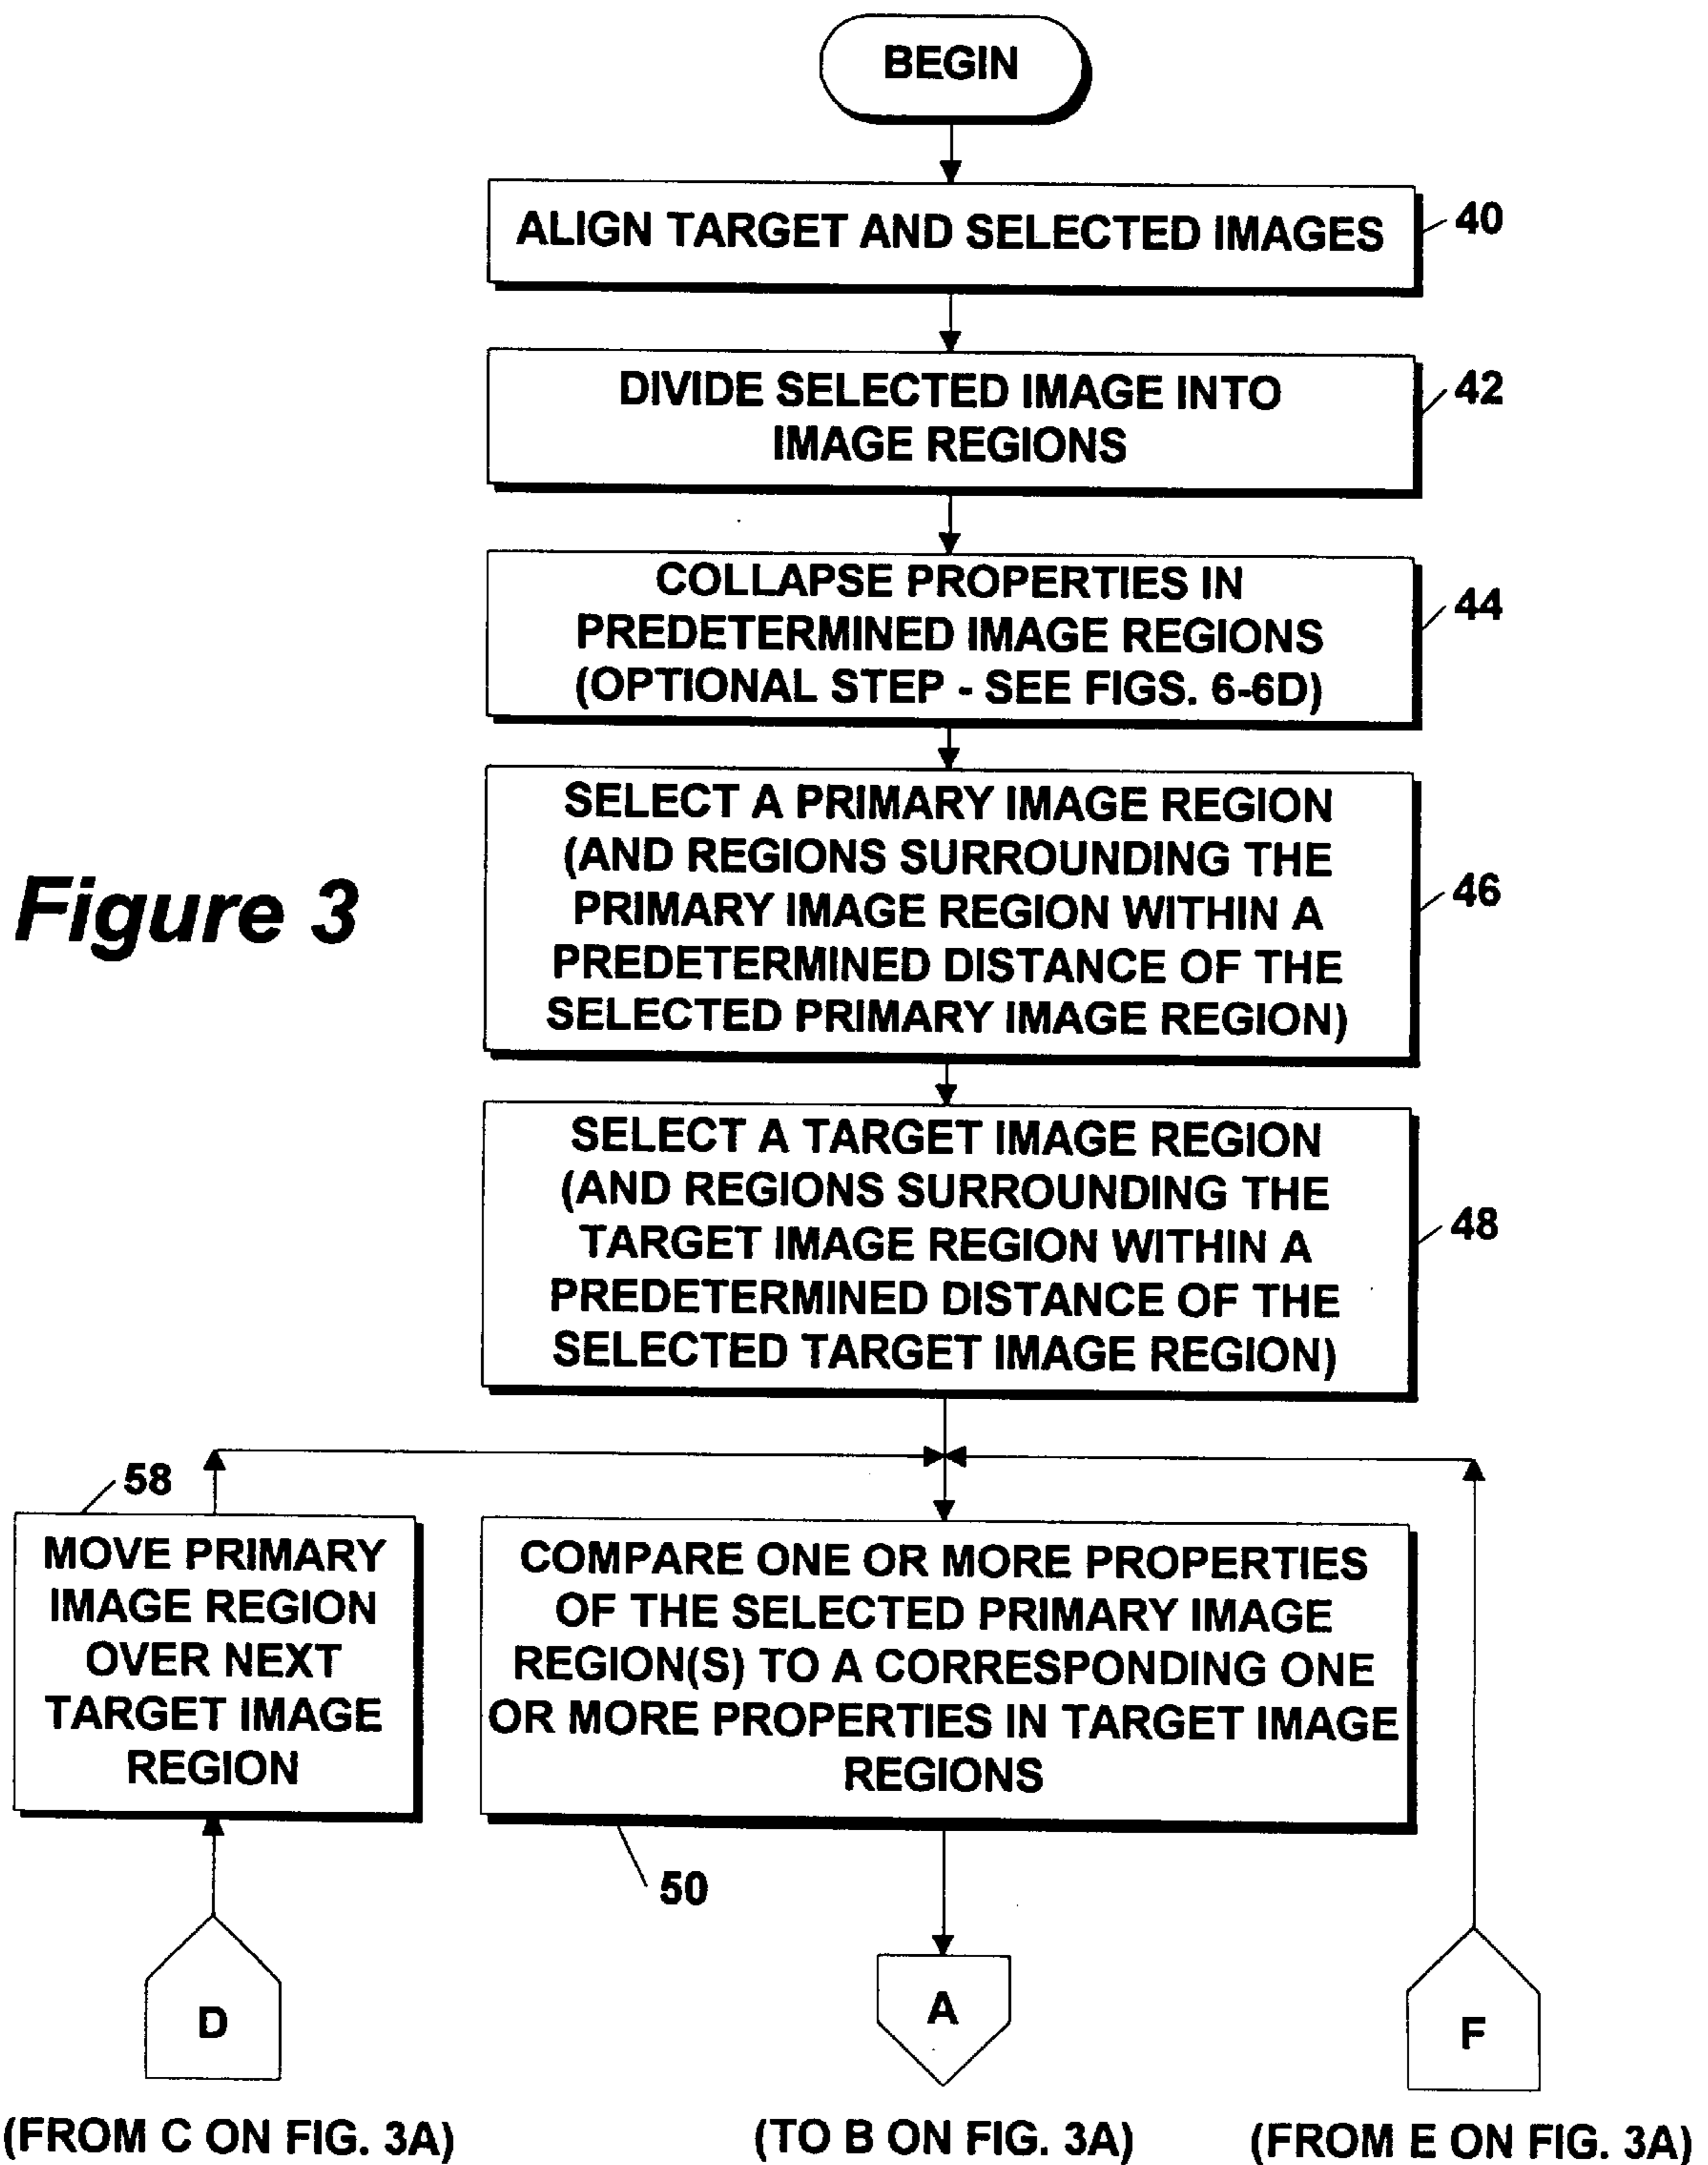 BEGIN
ALIGN TARGET AND SELECTED IMAGES
40
DIVIDE SELECTED IMAGE INTO
IMAGE REGIONS
42
COLLAPSE PROPERTIES IN
PREDETERMINED IMAGE REGIONS
(OPTIONAL STEP - SEE FIGS. 6-6D)
44
SELECT A PRIMARY IMAGE REGION
(AND REGIONS SURROUNDING THE
PRIMARY IMAGE REGION WITHIN A
PREDETERMINED DISTANCE OF THE
SELECTED PRIMARY IMAGE REGION)
46
Figure 3
SELECT A TARGET IMAGE REGION
(AND REGIONS SURROUNDING THE
TARGET IMAGE REGION WITHIN A
PREDETERMINED DISTANCE OF THE
SELECTED TARGET IMAGE REGION)
48
58
MOVE PRIMARY
IMAGE REGION
OVER NEXT
TARGET IMAGE
REGION
COMPARE ONE OR MORE PROPERTIES
OF THE SELECTED PRIMARY IMAGE
REGION(S) TO A CORRESPONDING ONE
OR MORE PROPERTIES IN TARGET IMAGE
REGIONS
50
D
A
F
(FROM C ON FIG. 3A)
(TO B ON FIG. 3A)
(FROM E ON FIG. 3A)